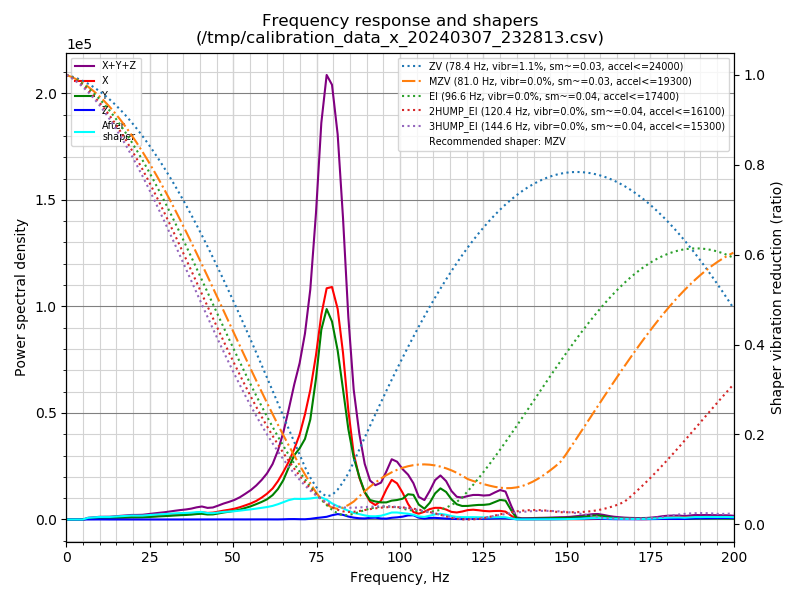 Frequency response and shapers
(/tmp/calibration_data_x_20240307_232813.csv)
1e5
X+Y+Z
X
Y
Z
After
shaper
ZV (78.4 Hz, vibr=1.1%, sm~=0.03, accel<=24000)
MZV (81.0 Hz, vibr=0.0%, sm~=0.03, accel<=19300)
EI (96.6 Hz, vibr=0.0%, sm~=0.04, accel<=17400)
2HUMP_EI (120.4 Hz, vibr=0.0%, sm~=0.04, accel<=16100)
3HUMP_EI (144.6 Hz, vibr=0.0%, sm~=0.04, accel<=15300)
Recommended shaper: MZV
Power spectral density
2.0
1.5
1.0
0.5
0.0
1.0
0.8
0.6
0.4
0.2
0.0
Shaper vibration reduction (ratio)
0 25 50 75 100 125 150 175 200
Frequency, Hz